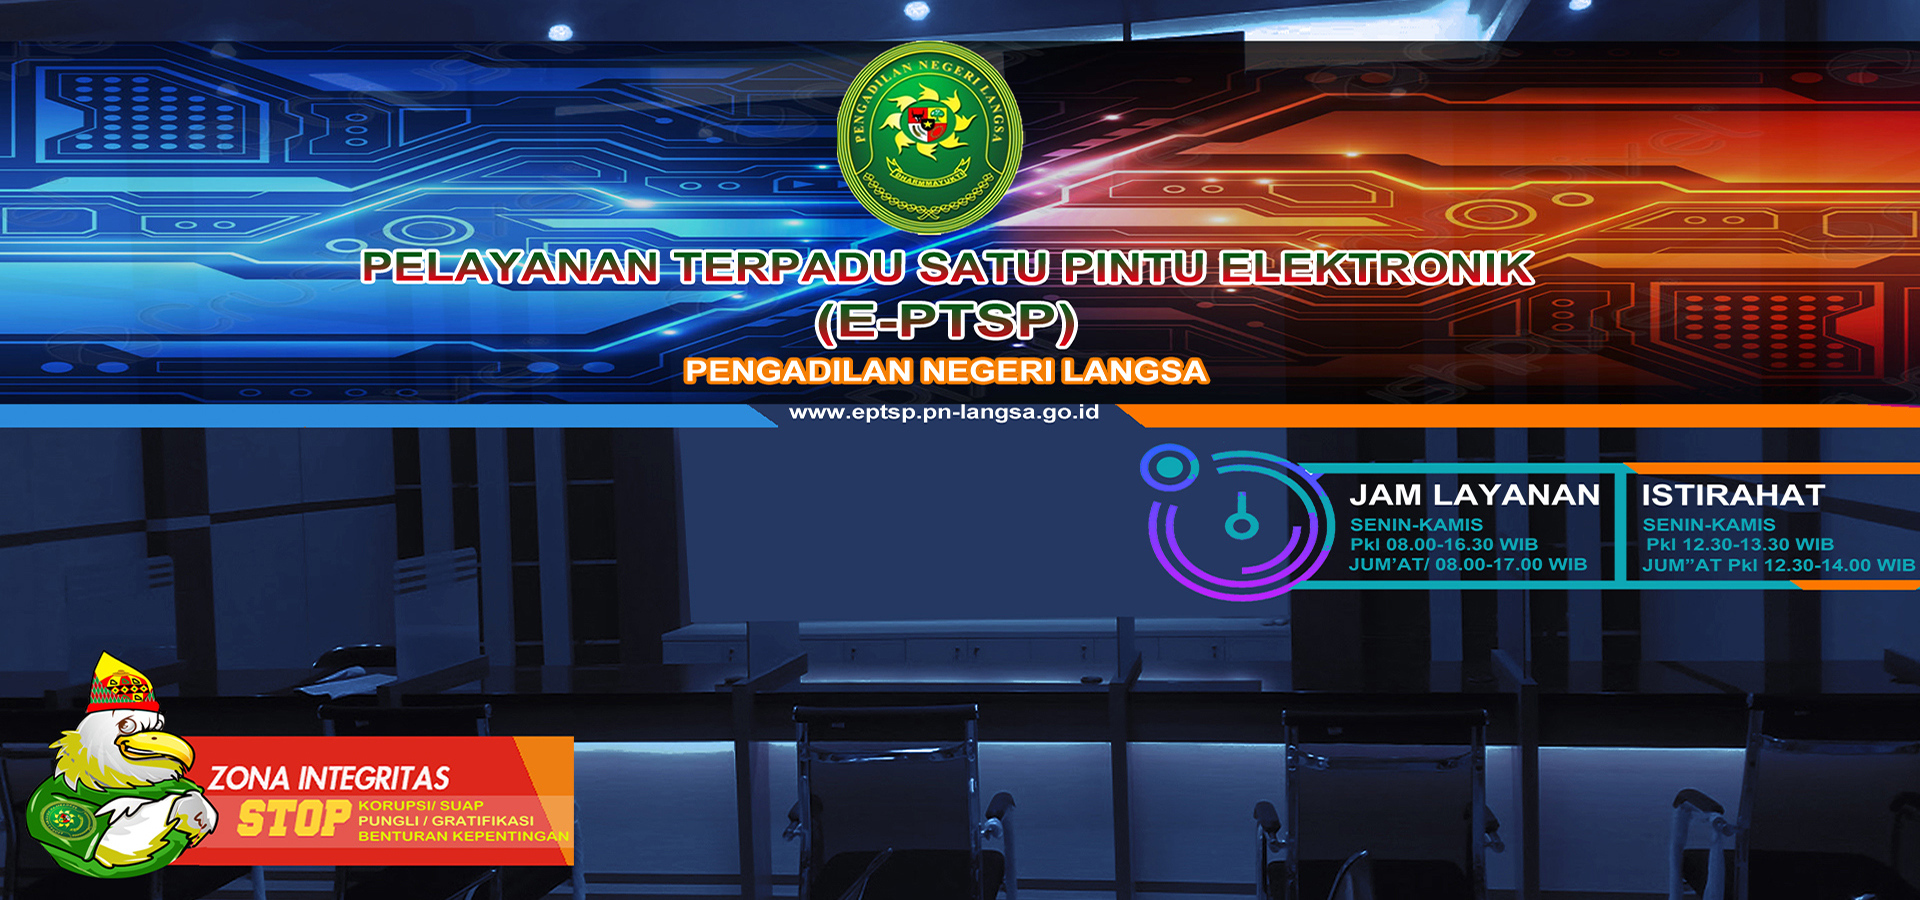 PENGADILAN NEGERI LANGSA
DHARMMAYUKTI
PELAYANAN TERPADU SATU PINTU ELEKTRONIK
(E-PTSP)
PENGADILAN NEGERI LANGSA
www.eptsp.pn-langsa.go.id
JAM LAYANAN
SENIN-KAMIS
Pkl 08.00-16.30 WIB
JUM'AT/ 08.00-17.00 WIB
ISTIRAHAT
SENIN-KAMIS
Pkl 12.30-13.30 WIB
JUM”AT Pkl 12.30-14.00 WIB
ZONA INTEGRITAS
STOP
KORUPSI/ SUAP
PUNGLI / GRATIFIKASI
BENTURAN KEPENTINGAN